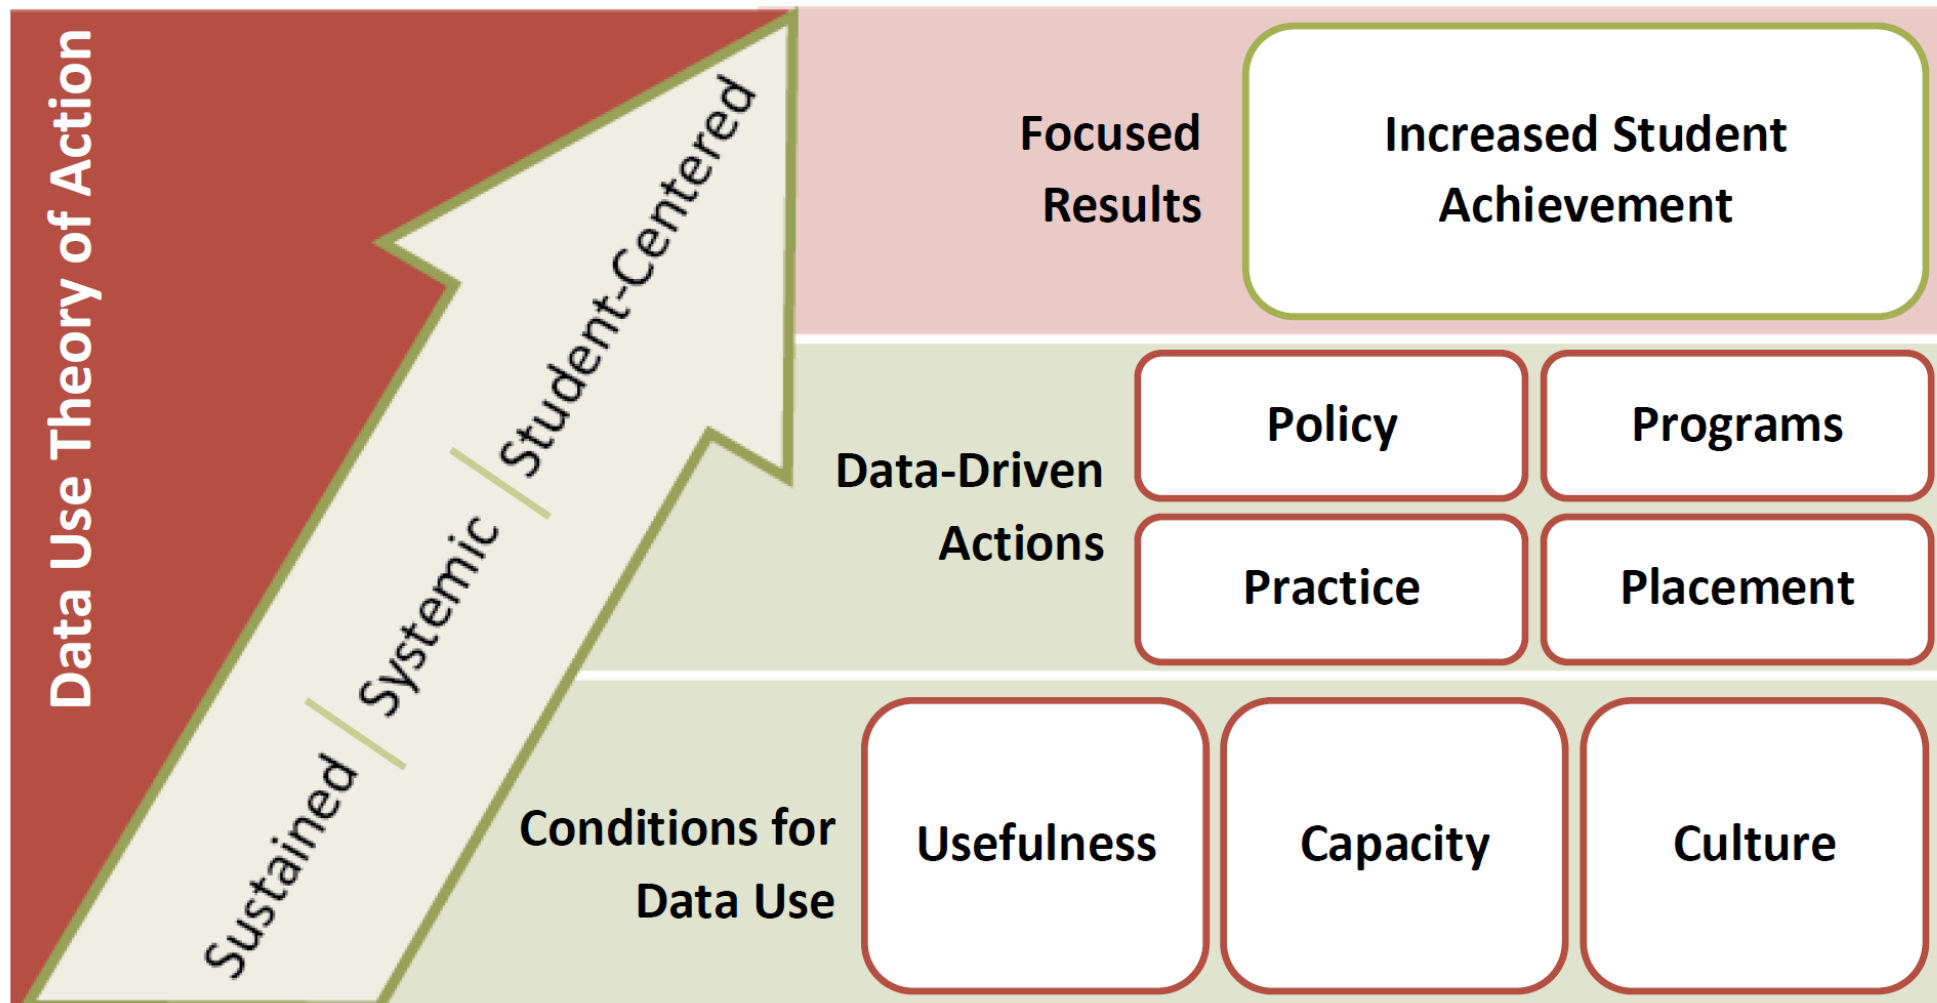 Data Use Theory of Action
Sustained | Systemic | Student-Centered
Focused
Results
Increased Student
Achievement
Data-Driven
Actions
Policy
Programs
Practice
Placement
Conditions for
Data Use
Usefulness
Capacity
Culture